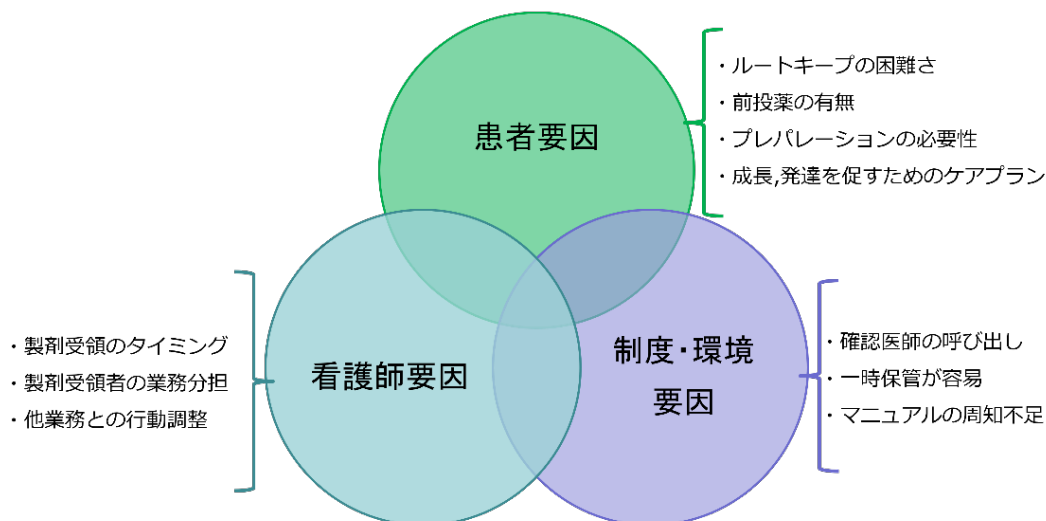 患者要因
・ルートキープの困難さ
・前投薬の有無
・プレパレーションの必要性
・成長,発達を促すためのケアプラン
看護師要因
・製剤受領のタイミング
・製剤受領者の業務分担
・他業務との行動調整
制度・環境
要因
・確認医師の呼び出し
・一時保管が容易
・マニュアルの周知不足